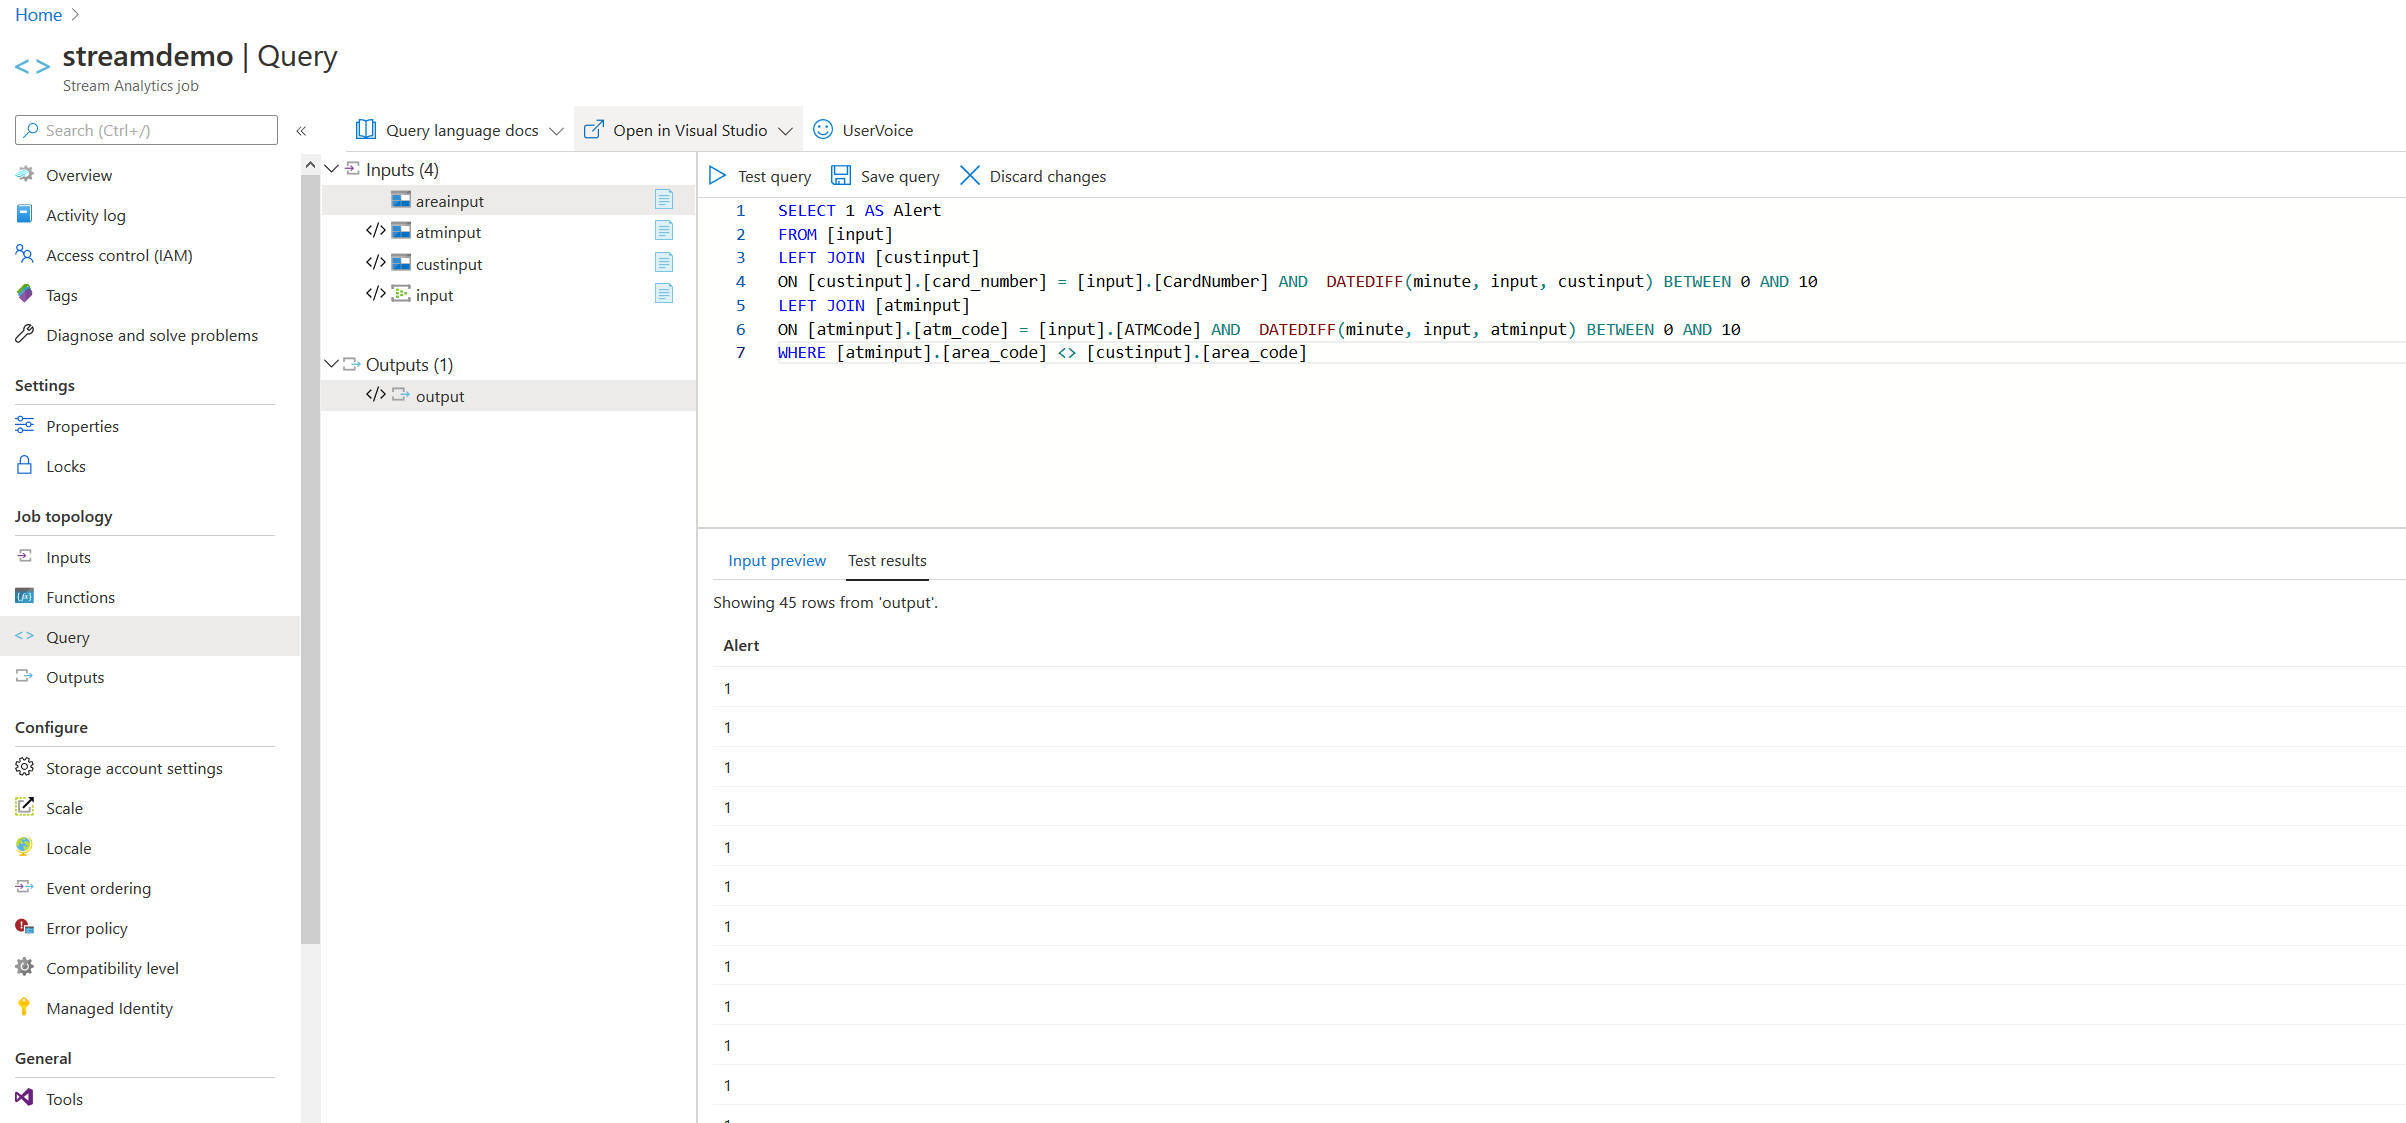 Home
streamdemo | Query
Stream Analytics job
Search (Ctrl+/)
«
Overview
Activity log
Access control (IAM)
Tags
Diagnose and solve problems
Settings
Properties
Locks
Job topology
Inputs
Functions
Query
Outputs
Configure
Storage account settings
Scale
Locale
Event ordering
Error policy
Compatibility level
Managed Identity
General
Tools
Query language docs
Open in Visual Studio
UserVoice
Inputs (4)
areainput
</> atminput
</> custinput
</> input
Outputs (1)
</> output
Test query
Save query
Discard changes
1 SELECT 1 AS Alert
2 FROM [input]
3 LEFT JOIN [custinput]
4 ON [custinput].[card_number] = [input].[CardNumber] AND  DATEDIFF(minute, input, custinput) BETWEEN 0 AND 10
5 LEFT JOIN [atminput]
6 ON [atminput].[atm_code] = [input].[ATMCode] AND  DATEDIFF(minute, input, atminput) BETWEEN 0 AND 10
7 WHERE [atminput].[area_code] <> [custinput].[area_code]
Input preview
Test results
Showing 45 rows from 'output'.
Alert
1
1
1
1
1
1
1
1
1
1
1